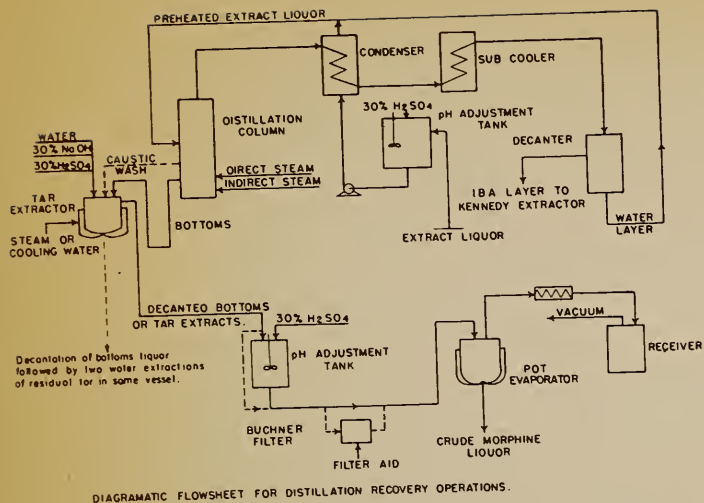 PREHEATED EXTRACT LIQUOR
CONDENSER
SUB COOLER
DISTILLATION
COLUMN
30% H2SO4
pH ADJUSTMENT
TANK
DECANTER
WATER
30% NaOH
30% H2SO4
CAUSTIC
WASH
DIRECT STEAM
INDIRECT STEAM
TAR
EXTRACTOR
BOTTOMS
STEAM OR
COOLING WATER
IBA LAYER TO
KENNEDY EXTRACTOR
WATER
LAYER
EXTRACT LIQUOR
DECANTED BOTTOMS
OR TAR EXTRACTS.
30% H2SO4
VACUUM
RECEIVER
pH ADJUSTMENT
TANK
POT
EVAPORATOR
Decantation of bottoms liquor
followed by two water extractions
of residual tar in same vessel.
BUCHNER
FILTER
FILTER AID
CRUDE MORPHINE
LIQUOR
DIAGRAMATIC FLOWSHEET FOR DISTILLATION RECOVERY OPERATIONS.